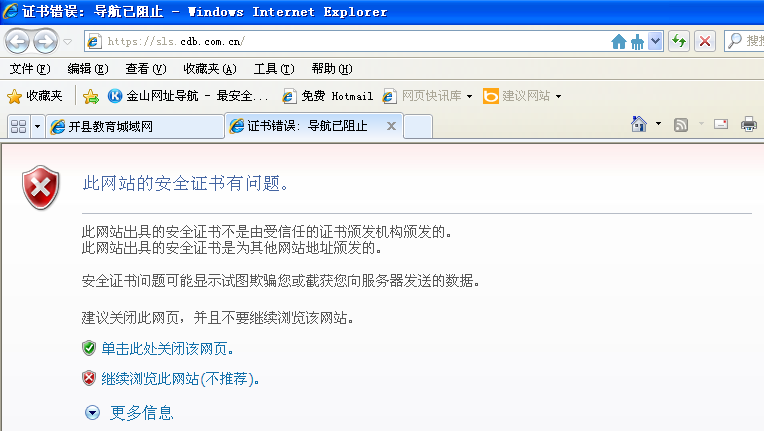 证书错误: 导航已阻止 - Windows Internet Explorer
https://sls.cdb.com.cn/
搜
文件(F) 编辑(E) 查看(V) 收藏夹(A) 工具(T) 帮助(H)
收藏夹 金山网址导航 - 最安全... 免费 Hotmail 网页快讯库 建议网站
开县教育城域网 证书错误: 导航已阻止
此网站的安全证书有问题。
此网站出具的安全证书不是由受信任的证书颁发机构颁发的。
此网站出具的安全证书是为其他网站地址颁发的。
安全证书问题可能显示试图欺骗您或截获您向服务器发送的数据。
建议关闭此网页，并且不要继续浏览该网站。
单击此处关闭该网页。
继续浏览此网站(不推荐)。
更多信息